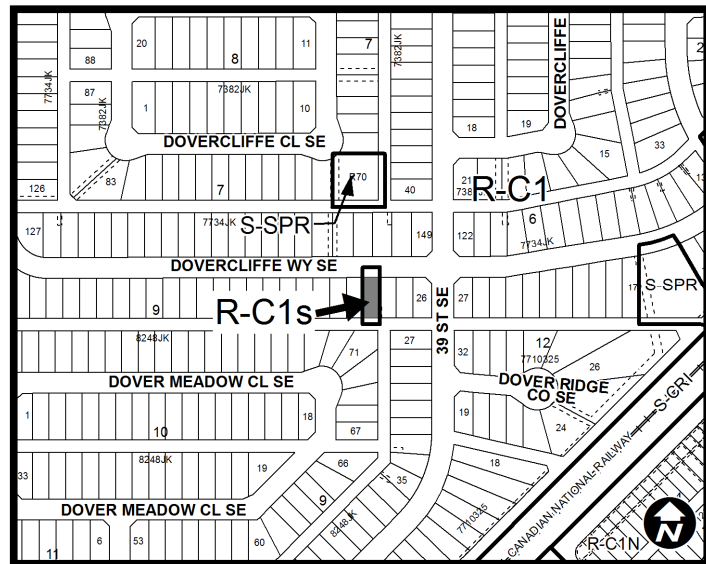 20
8
11
7
7382JK
DOVERCLIFFE
88
7734JK
87
7382JK
7382JK
1
10
18
19
DOVERCLIFFE CL SE
15
33
126
83
7
R70
40
21
R-C1
S-SPR
6
7734JK
7734JK
127
149
122
DOVERCLIFFE WY SE
S-SPR
17
9
R-C1s
26
27
39 ST SE
8248JK
27
71
32
12
7710325
26
DOVER MEADOW CL SE
DOVER RIDGE
CO SE
S-CRI
1
18
19
24
10
67
8248JK
19
66
18
33
35
9
8248JK
7710325
CANADIAN NATIONAL RAILWAY
DOVER MEADOW CL SE
6
53
60
11
R-C1N
N